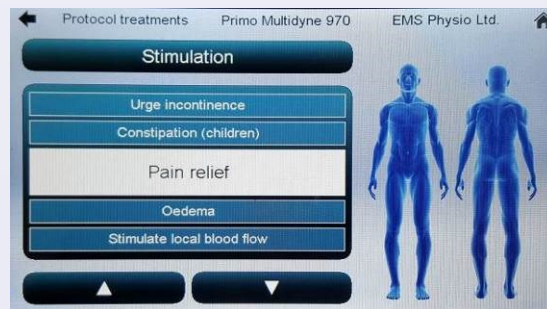 Protocol treatments Primo Multidyne 970 EMS Physio Ltd.
Stimulation
Urge incontinence
Constipation (children)
Pain relief
Oedema
Stimulate local blood flow